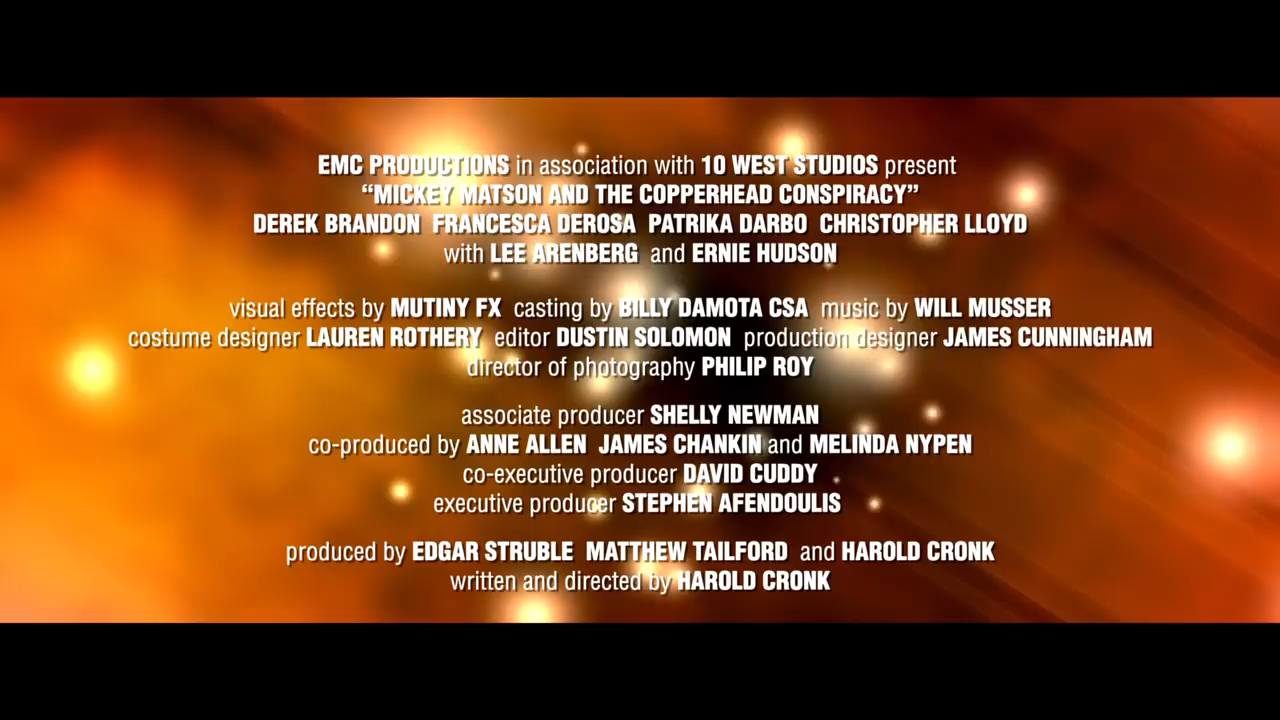 EMC PRODUCTIONS in association with 10 WEST STUDIOS present
“MICKEY MATSON AND THE COPPERHEAD CONSPIRACY”
DEREK BRANDON FRANCESCA DEROSA PATRIKA DARBO CHRISTOPHER LLOYD
with LEE ARENBERG and ERNIE HUDSON
visual effects by MUTINY FX casting by BILLY DAMOTA CSA music by WILL MUSSER
costume designer LAUREN ROTHERY editor DUSTIN SOLOMON production designer JAMES CUNNINGHAM
director of photography PHILIP ROY
associate producer SHELLY NEWMAN
co-produced by ANNE ALLEN JAMES CHANKIN and MELINDA NYPEN
co-executive producer DAVID CUDDY
executive producer STEPHEN AFENDOULIS
produced by EDGAR STRUBLE MATTHEW TAILFORD and HAROLD CRONK
written and directed by HAROLD CRONK